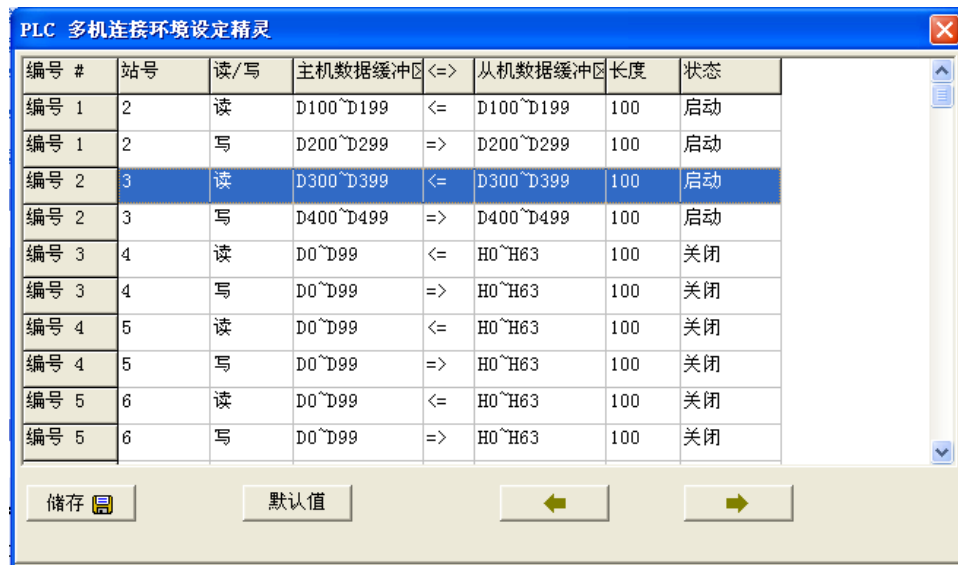 PLC 多机连接环境设定精灵
编号 # 站号 读/写 主机数据缓冲区 <=> 从机数据缓冲区 长度 状态
编号 1 2 读 D100~D199 <= D100~D199 100 启动
编号 1 2 写 D200~D299 => D200~D299 100 启动
编号 2 3 读 D300~D399 <= D300~D399 100 启动
编号 2 3 写 D400~D499 => D400~D499 100 启动
编号 3 4 读 D0~D99 <= H0~H63 100 关闭
编号 3 4 写 D0~D99 => H0~H63 100 关闭
编号 4 5 读 D0~D99 <= H0~H63 100 关闭
编号 4 5 写 D0~D99 => H0~H63 100 关闭
编号 5 6 读 D0~D99 <= H0~H63 100 关闭
编号 5 6 写 D0~D99 => H0~H63 100 关闭
储存 默认值